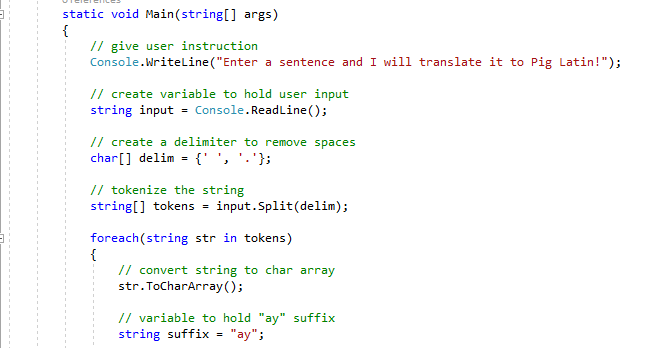 0 references
static void Main(string[] args)
{
// give user instruction
Console.WriteLine("Enter a sentence and I will translate it to Pig Latin!");
// create variable to hold user input
string input = Console.ReadLine();
// create a delimiter to remove spaces
char[] delim = {' ', '.'};
// tokenize the string
string[] tokens = input.Split(delim);
foreach(string str in tokens)
{
// convert string to char array
str.ToCharArray();
// variable to hold "ay" suffix
string suffix = "ay";